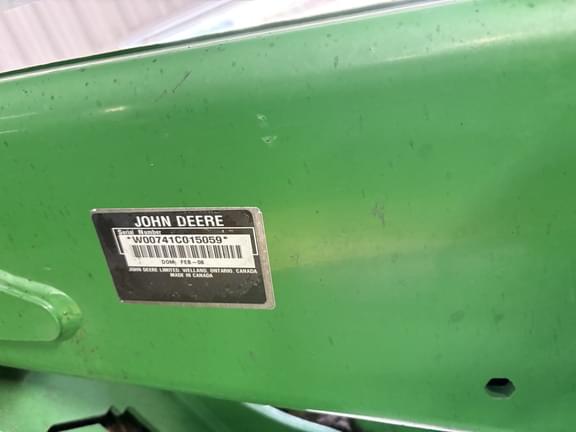 JOHN DEERE
Serial Number
*W00741C015059*
DOM: FEB-08
JOHN DEERE LIMITED, WELLAND, ONTARIO, CANADA
MADE IN CANADA